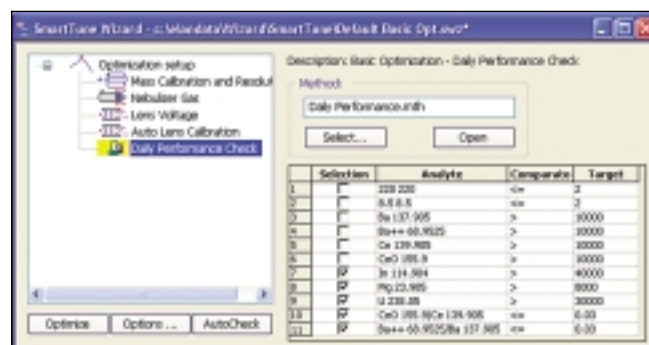 SmartTune Wizard - c:\elandata\Wizard\SmartTune\Default Basic Opt.swz*
Optimization setup
Mass Calibration and Resolut
Nebulizer Gas
Lens Voltage
Auto Lens Calibration
Daily Performance Check
Optimize Options ... AutoCheck
Description: Basic Optimization - Daily Performance Check
Method:
Daily Performance.mth
Select... Open
Selection Analyte Comparato Target
1 220 220 <= 2
2 8.5 8.5 <= 2
3 Ba 137.905 > 10000
4 Ba++ 68.9525 > 10000
5 Ce 139.905 > 10000
6 CeO 155.9 > 10000
7 In 114.904 > 40000
8 Mg 23.985 > 8000
9 U 238.05 > 30000
10 CeO 155.9/Ce 139.905 <= 0.03
11 Ba++ 68.9525/Ba 137.905 <= 0.03